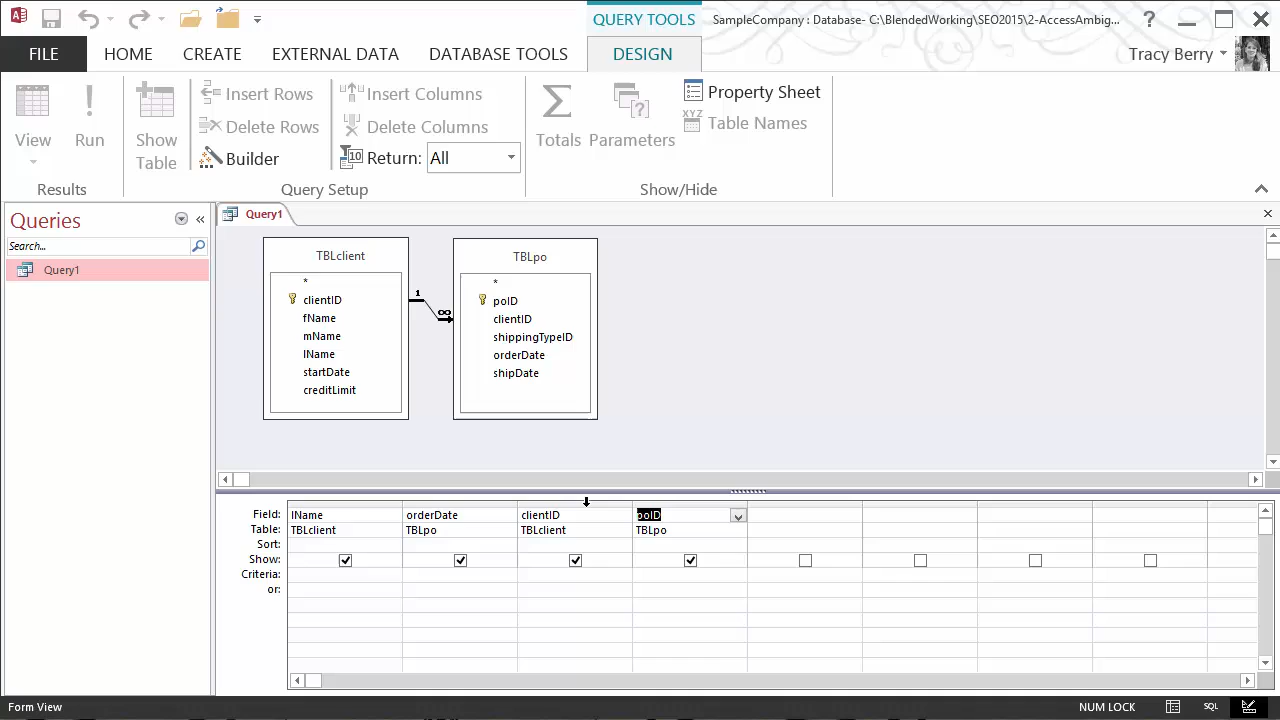 QUERY TOOLS
SampleCompany : Database- C:\BlendedWorking\SEO2015\2-AccessAmbig...
?
FILE HOME CREATE EXTERNAL DATA DATABASE TOOLS DESIGN
Tracy Berry
View
Run
Results
Show Table
Insert Rows
Delete Rows
Builder
Insert Columns
Delete Columns
10 Return: All
Query Setup
Totals
Parameters
Property Sheet
XYZ Table Names
Show/Hide
Queries
Search...
Query1
Query1
TBLclient
*
clientID
fName
mName
lName
startDate
creditLimit
1
∞
TBLpo
*
poID
clientID
shippingTypeID
orderDate
shipDate
Field: lName orderDate clientID poID
Table: TBLclient TBLpo TBLclient TBLpo
Sort:
Show:
Criteria:
or:
Form View
NUM LOCK
SQL